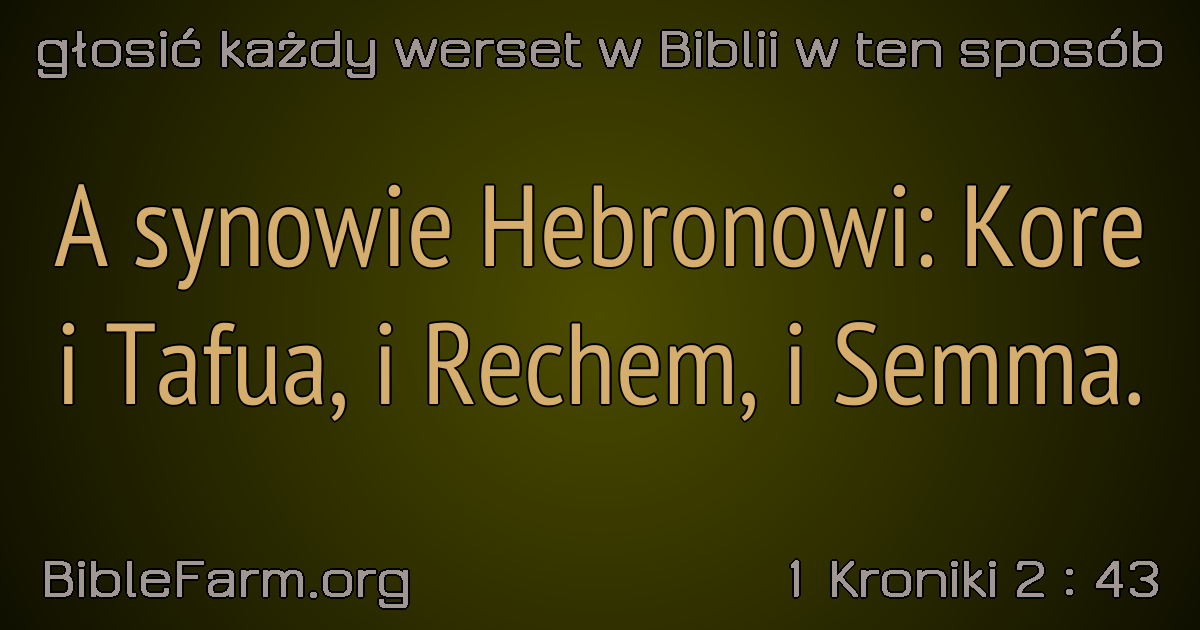 głosić każdy werset w Biblii w ten sposób
A synowie Hebronowi: Kore
i Tafua, i Rechem, i Semma.
BibleFarm.org
1 Kroniki 2 : 43